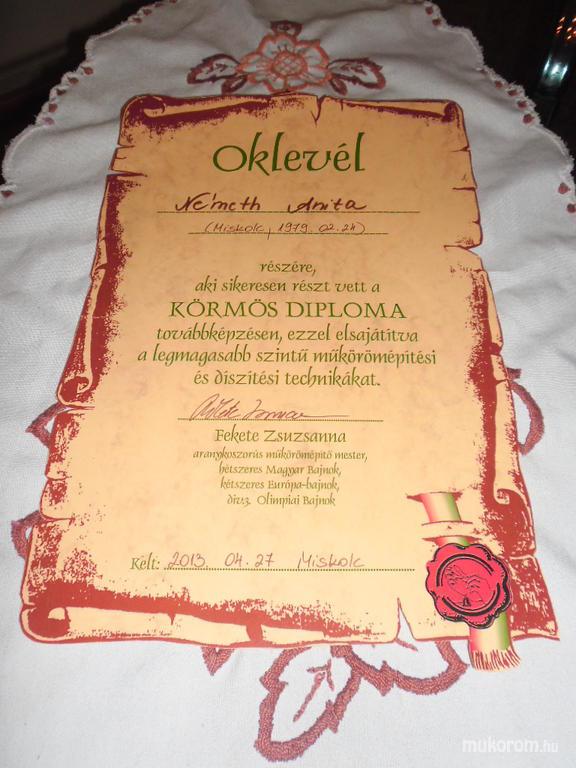 Oklevél
Németh Anita
(Miskolc, 1979. 02. 24)
részére,
aki sikeresen részt vett a
KÖRMÖS DIPLOMA
továbbképzésen, ezzel elsajátítva
a legmagasabb szintű műkörömépítési
és díszítési technikákat.
Fekete Zsuzsanna
aranykoszorús műkörömépítő mester,
hétszeres Magyar Bajnok,
kétszeres Európa-bajnok,
div3. Olimpiai Bajnok
Kelt: 2013. 04. 27 Miskolc
mukorom.hu